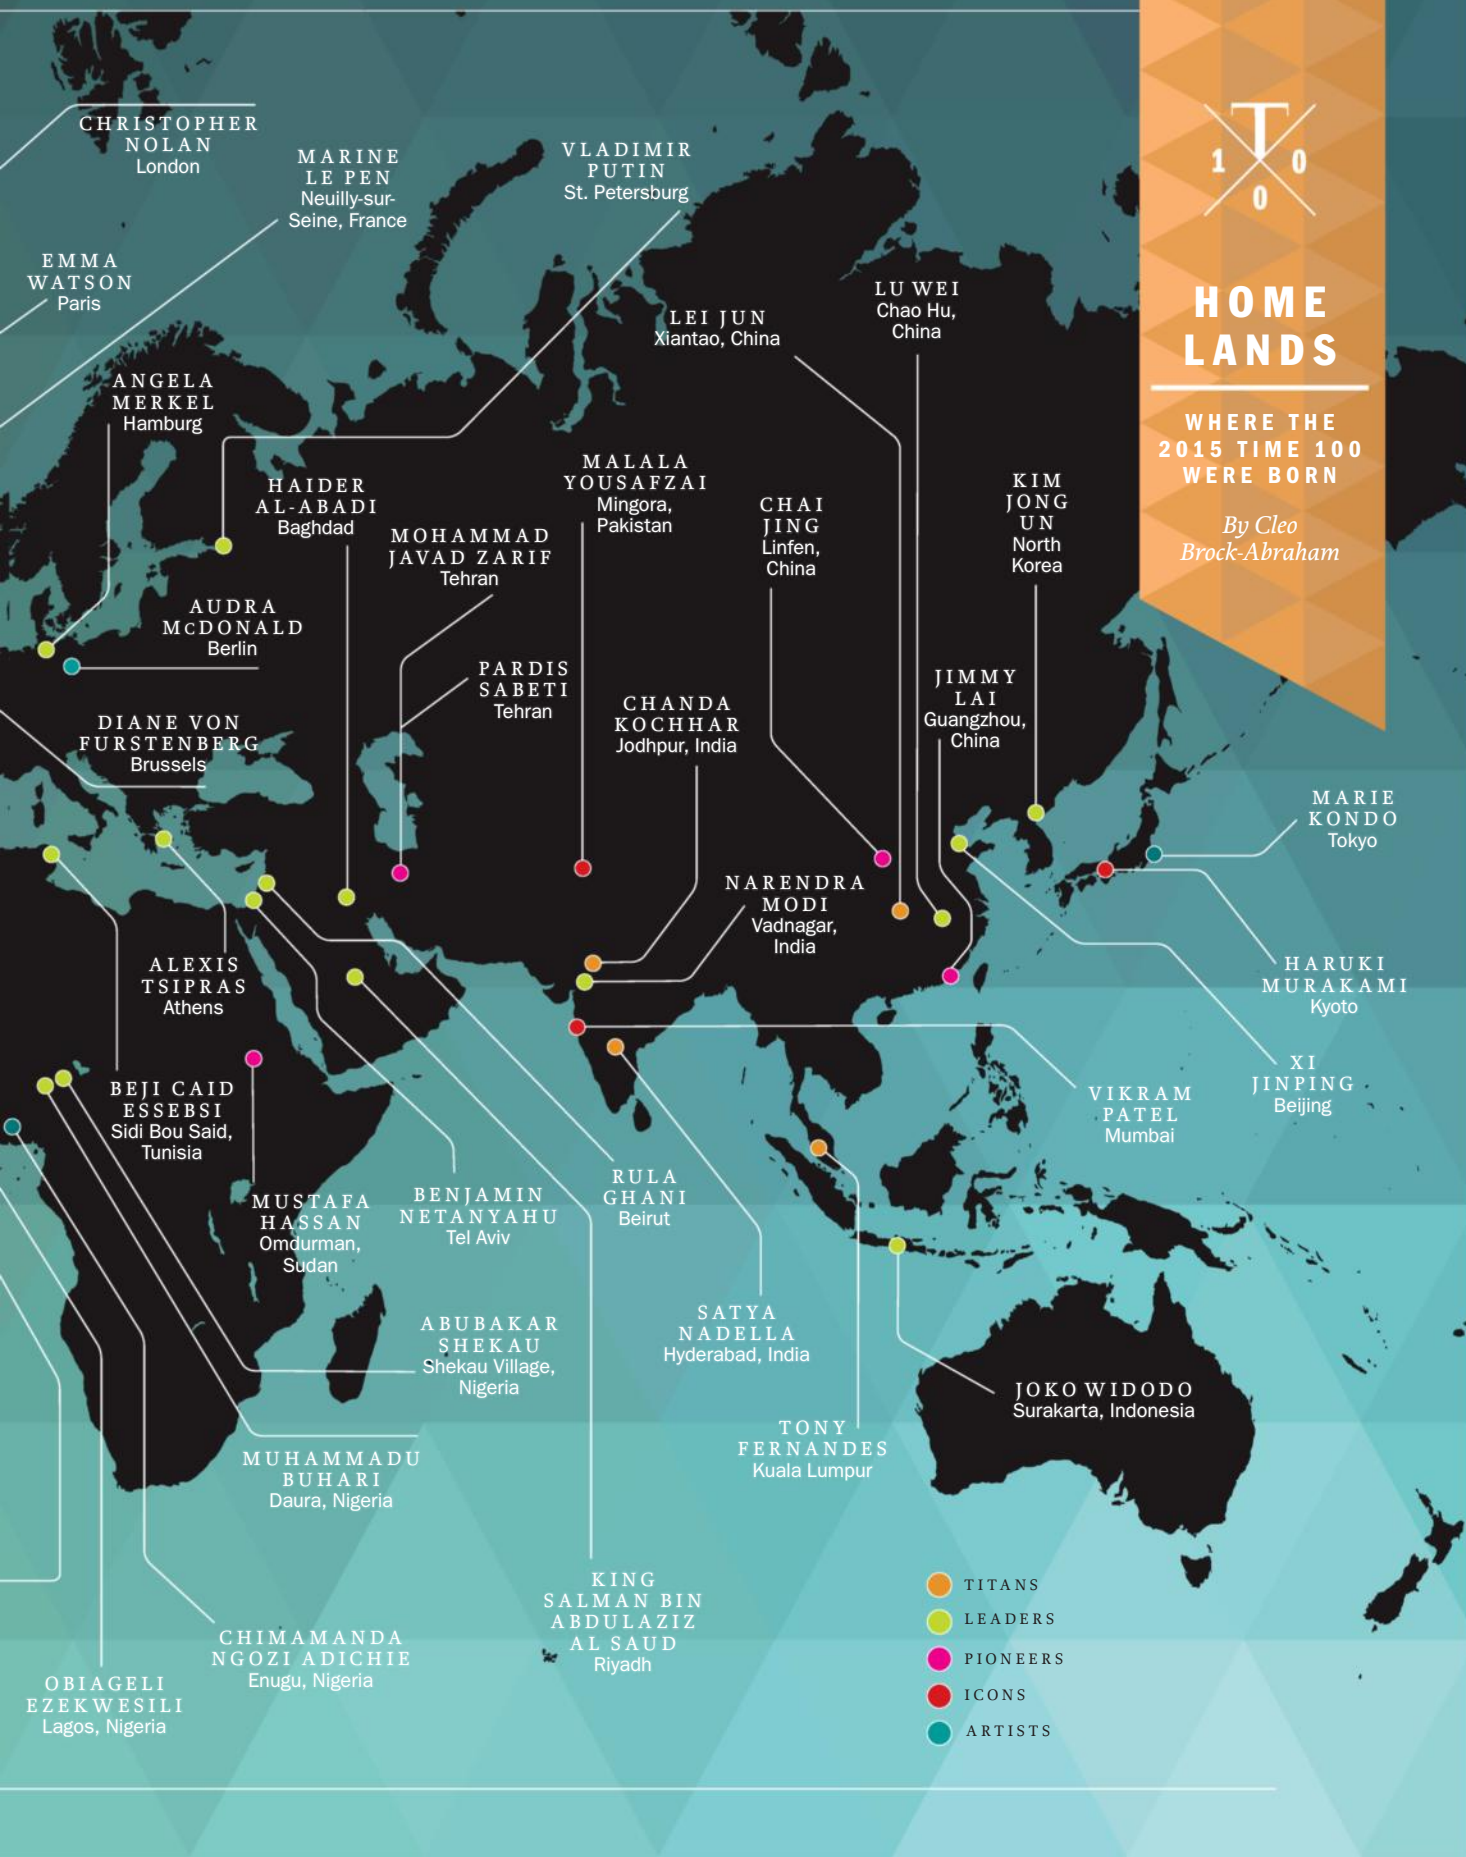 CHRISTOPHER
NOLAN
London
MARINE
LE PEN
Neuilly-sur-
Seine, France
VLADIMIR
PUTIN
St. Petersburg
EMMA
WATSON
Paris
LU WEI
Chao Hu,
China
LEI JUN
Xiantao, China
ANGELA
MERKEL
Hamburg
HAIDER
AL-ABADI
Baghdad
MOHAMMAD
JAVAD ZARIF
Tehran
MALALA
YOUSAFZAI
Mingora,
Pakistan
CHAI
JING
Linfen,
China
KIM
JONG
UN
North
Korea
AUDRA
McDONALD
Berlin
PARDIS
SABETI
Tehran
CHANDA
KOCHHAR
Jodhpur, India
JIMMY
LAI
Guangzhou,
China
DIANE VON
FURSTENBERG
Brussels
MARIE
KONDO
Tokyo
NARENDRA
MODI
Vadnagar,
India
ALEXIS
TSIPRAS
Athens
HARUKI
MURAKAMI
Kyoto
XI
JINPING
Beijing
BEJI CAID
ESSEBSI
Sidi Bou Said,
Tunisia
VIKRAM
PATEL
Mumbai
MUSTAFA
HASSAN
Omdurman,
Sudan
BENJAMIN
NETANYAHU
Tel Aviv
RULA
GHANI
Beirut
ABUBAKAR
SHEKAU
Shekau Village,
Nigeria
SATYA
NADELLA
Hyderabad, India
JOKO WIDODO
Surakarta, Indonesia
TONY
FERNANDES
Kuala Lumpur
MUHAMMADU
BUHARI
Daura, Nigeria
KING
SALMAN BIN
ABDULAZIZ
AL SAUD
Riyadh
CHIMAMANDA
NGOZI ADICHIE
Enugu, Nigeria
OBIAGELI
EZEKWESILI
Lagos, Nigeria
T
1 0
0
HOME
LANDS
WHERE THE
2015 TIME 100
WERE BORN
By Cleo
Brock-Abraham
TITANS
LEADERS
PIONEERS
ICONS
ARTISTS